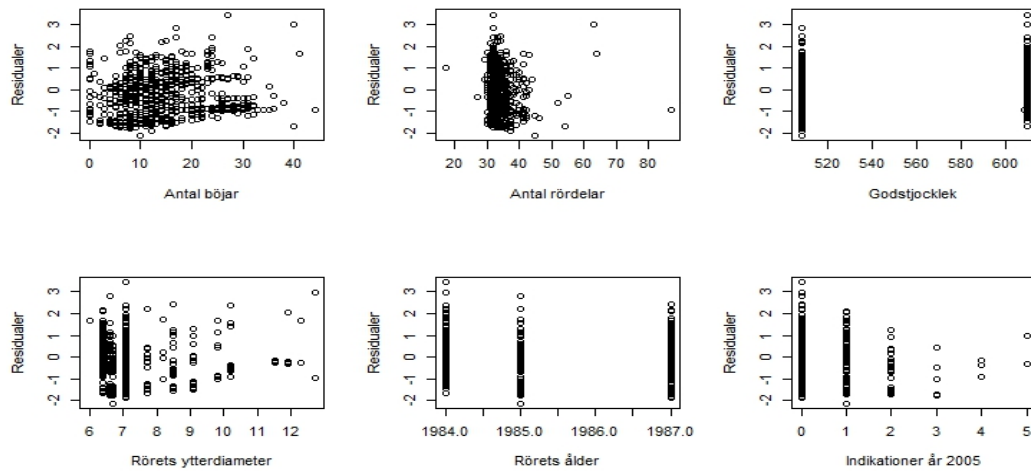 Residualer
3
2
1
0
-1
-2
0 10 20 30 40
Antal böjar
Residualer
3
2
1
0
-1
-2
20 30 40 50 60 70 80
Antal rördelar
Residualer
3
2
1
0
-1
-2
520 540 560 580 600
Godstjocklek
Residualer
3
2
1
0
-1
-2
6 7 8 9 10 11 12
Rörets ytterdiameter
Residualer
3
2
1
0
-1
-2
1984.0 1985.0 1986.0 1987.0
Rörets ålder
Residualer
3
2
1
0
-1
-2
0 1 2 3 4 5
Indikationer år 2005